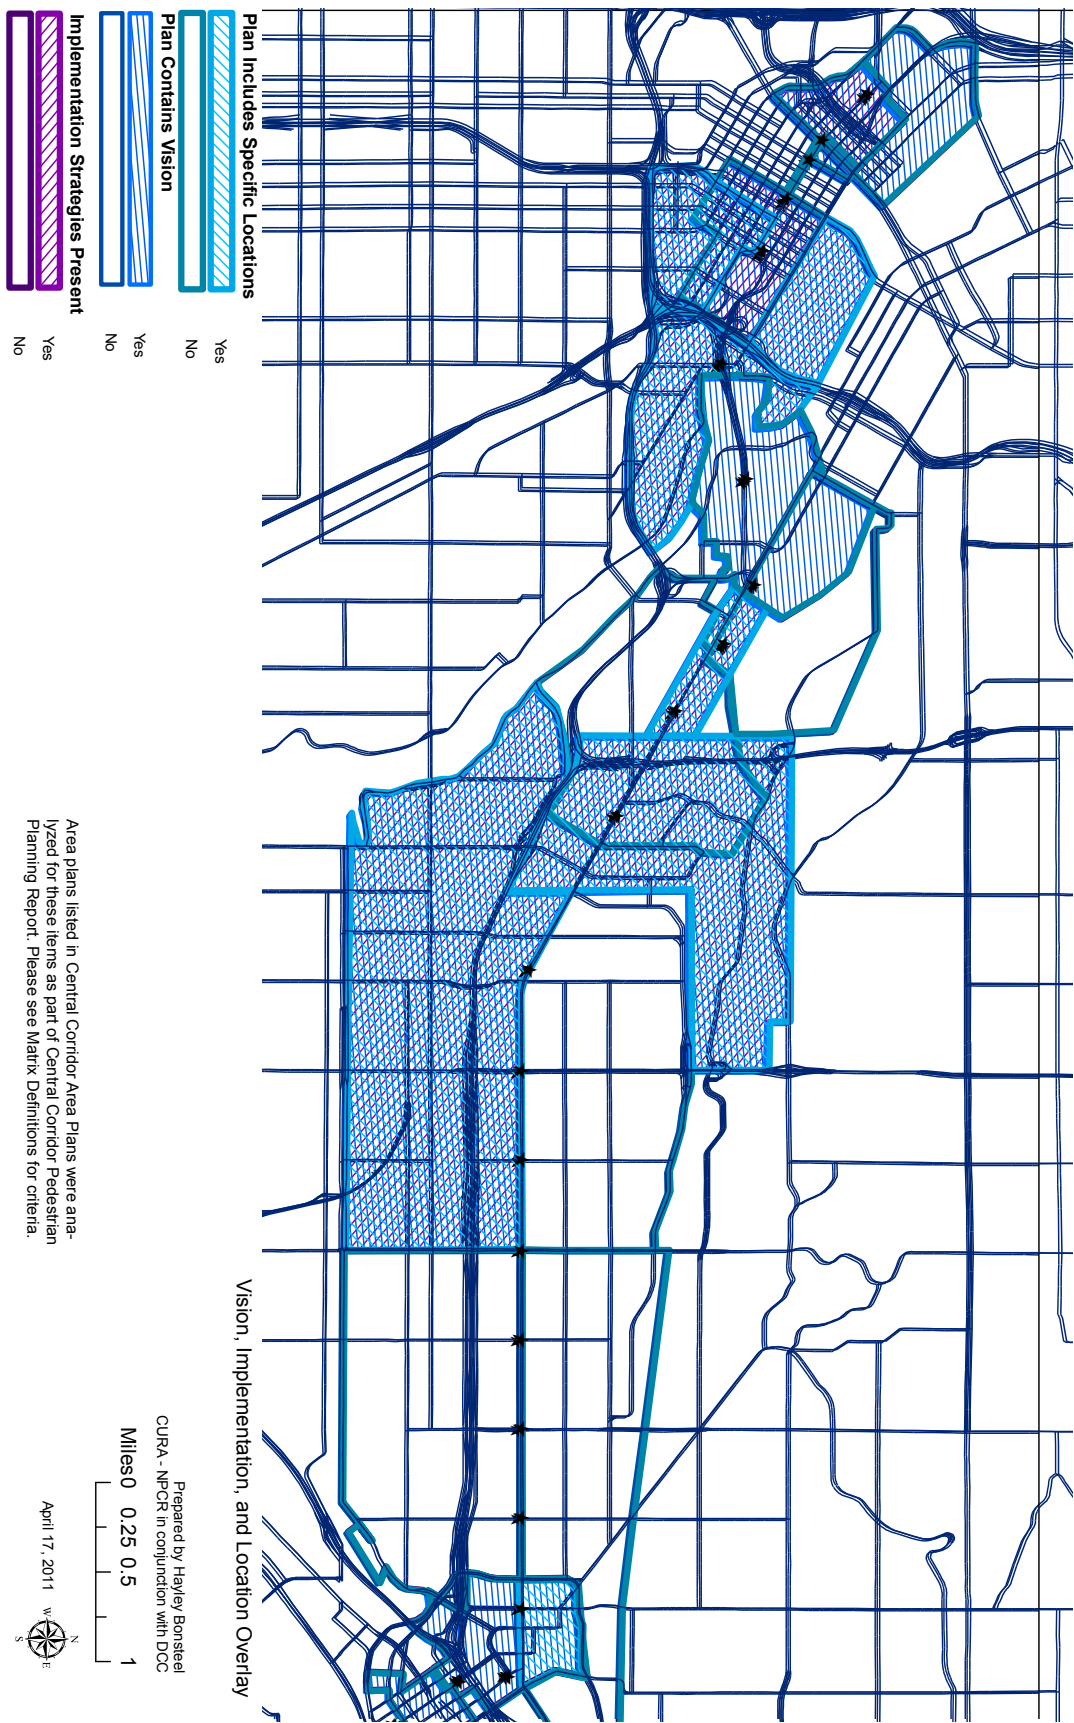 Vision, Implementation, and Location Overlay
Plan Includes Specific Locations
Yes
No
Plan Contains Vision
Yes
No
Implementation Strategies Present
Yes
No
Area plans listed in Central Corridor Area Plans were ana-
lyzed for these items as part of Central Corridor Pedestrian
Planning Report. Please see Matrix Definitions for criteria.
Prepared by Hayley Bonsteel
CURA - NPCR in conjunction with DCC
Miles0 0.25 0.5 1
April 17, 2011
N
W E
S